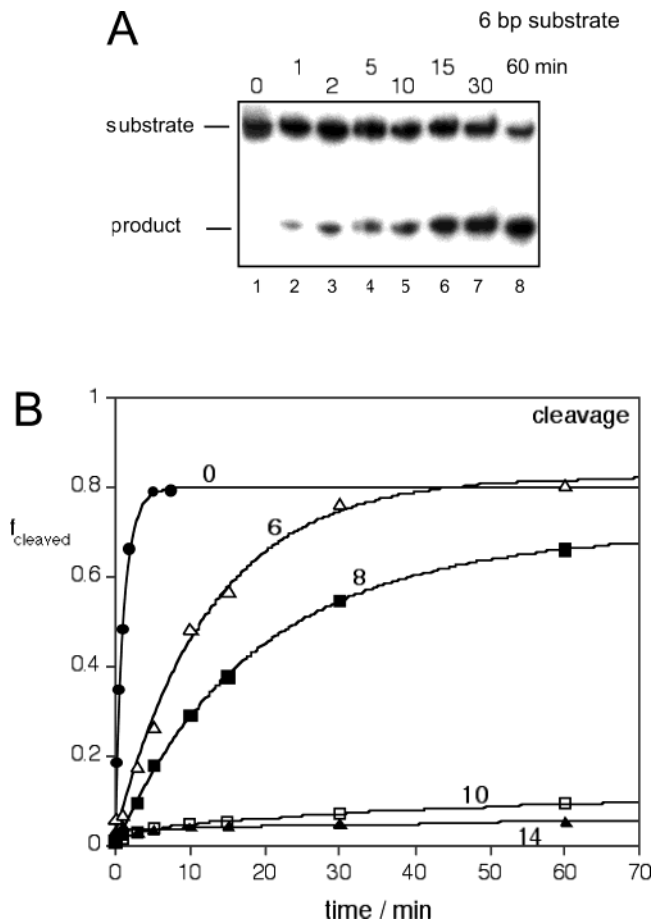 A
6 bp substrate
1 5 15 60 min
0 2 10 30
substrate
product
1 2 3 4 5 6 7 8
B
1
cleavage
0
0.8
6
f cleaved
8
0.6
0.4
0.2
10
0
14
0 10 20 30 40 50 60 70
time / min